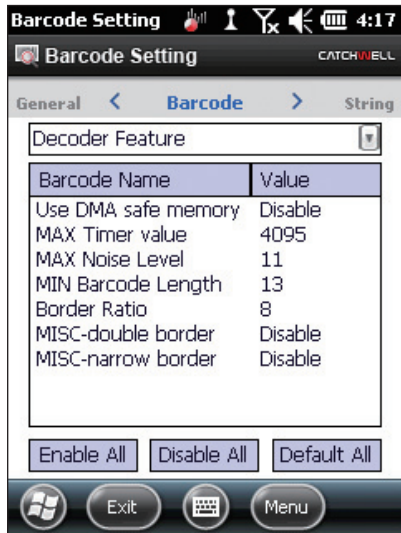 Barcode Setting 4:17
Barcode Setting CATCHWELL
General < Barcode > String
Decoder Feature
Barcode Name Value
Use DMA safe memory Disable
MAX Timer value 4095
MAX Noise Level 11
MIN Barcode Length 13
Border Ratio 8
MISC-double border Disable
MISC-narrow border Disable
Enable All Disable All Default All
Exit Menu